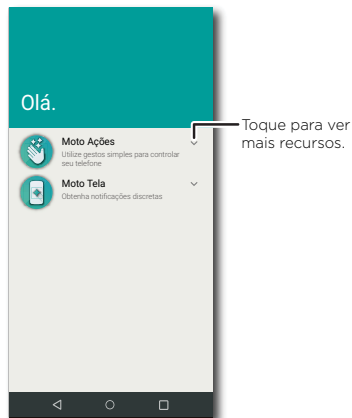 Olá.
Moto Ações
Utilize gestos simples para controlar
seu telefone
Moto Tela
Obtenha notificações discretas
Toque para ver
mais recursos.